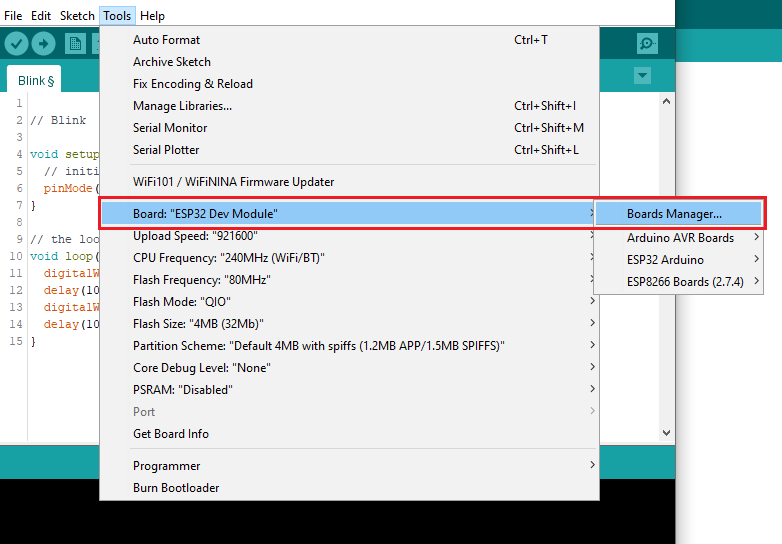 File Edit Sketch Tools Help
Blink §
1
2 // Blink
3
4 void setup
5 // initi
6 pinMode(
7 }
8
9 // the loo
10 void loop(
11 digitalW
12 delay(10
13 digitalW
14 delay(10
15 }
Auto Format Ctrl+T
Archive Sketch
Fix Encoding & Reload
Manage Libraries... Ctrl+Shift+I
Serial Monitor Ctrl+Shift+M
Serial Plotter Ctrl+Shift+L
WiFi101 / WiFiNINA Firmware Updater
Board: "ESP32 Dev Module"
Upload Speed: "921600"
CPU Frequency: "240MHz (WiFi/BT)"
Flash Frequency: "80MHz"
Flash Mode: "QIO"
Flash Size: "4MB (32Mb)"
Partition Scheme: "Default 4MB with spiffs (1.2MB APP/1.5MB SPIFFS)"
Core Debug Level: "None"
PSRAM: "Disabled"
Port
Get Board Info
Programmer
Burn Bootloader
Boards Manager...
Arduino AVR Boards
ESP32 Arduino
ESP8266 Boards (2.7.4)